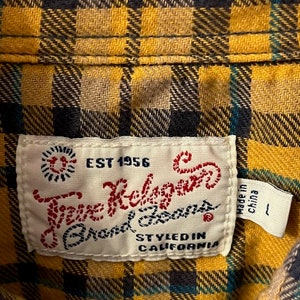 EST 1956
True Religion
Brand Jeans ®
STYLED IN
CALIFORNIA
Made in
China
L